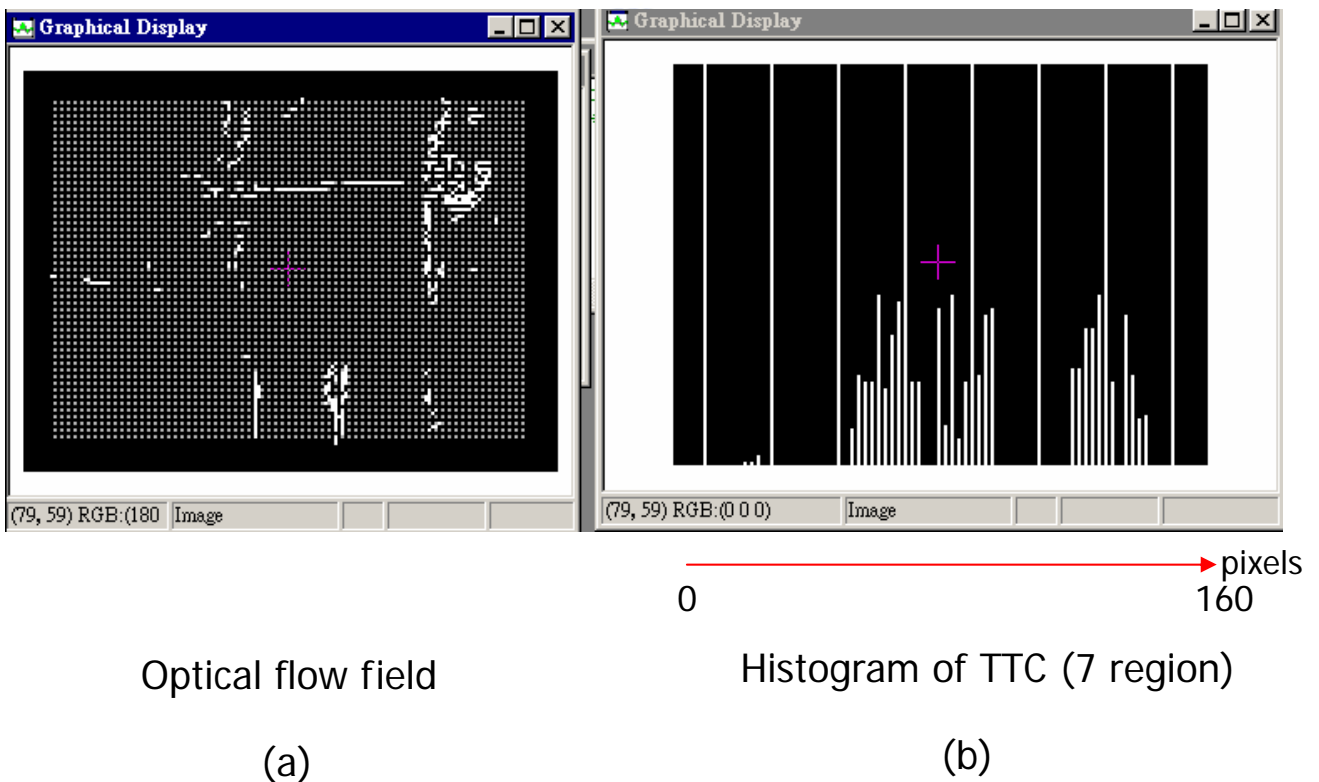 Graphical Display
Graphical Display
(79, 59) RGB:(180
Image
(79, 59) RGB:(0 0 0)
Image
pixels
0
160
Optical flow field
Histogram of TTC (7 region)
(a)
(b)